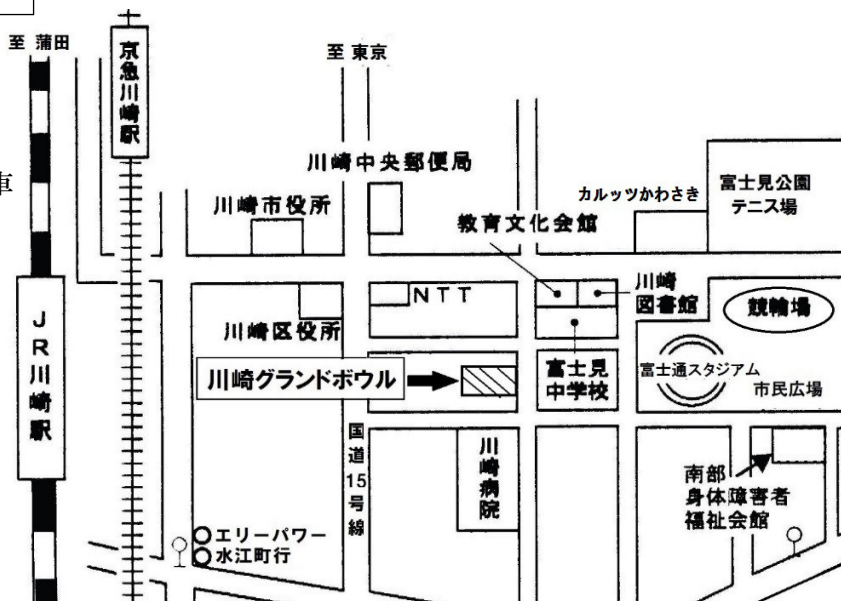 至 蒲田
京急川崎駅
至 東京
車
川崎中央郵便局
川崎市役所
カルッツかわさき
富士見公園
テニス場
教育文化会館
NTT
川崎
図書館
競輪場
JR川崎駅
川崎区役所
川崎グランドボウル
富士見
中学校
富士通スタジアム
市民広場
国道15号線
川崎病院
南部
身体障害者
福祉会館
エリーパワー
水江町行